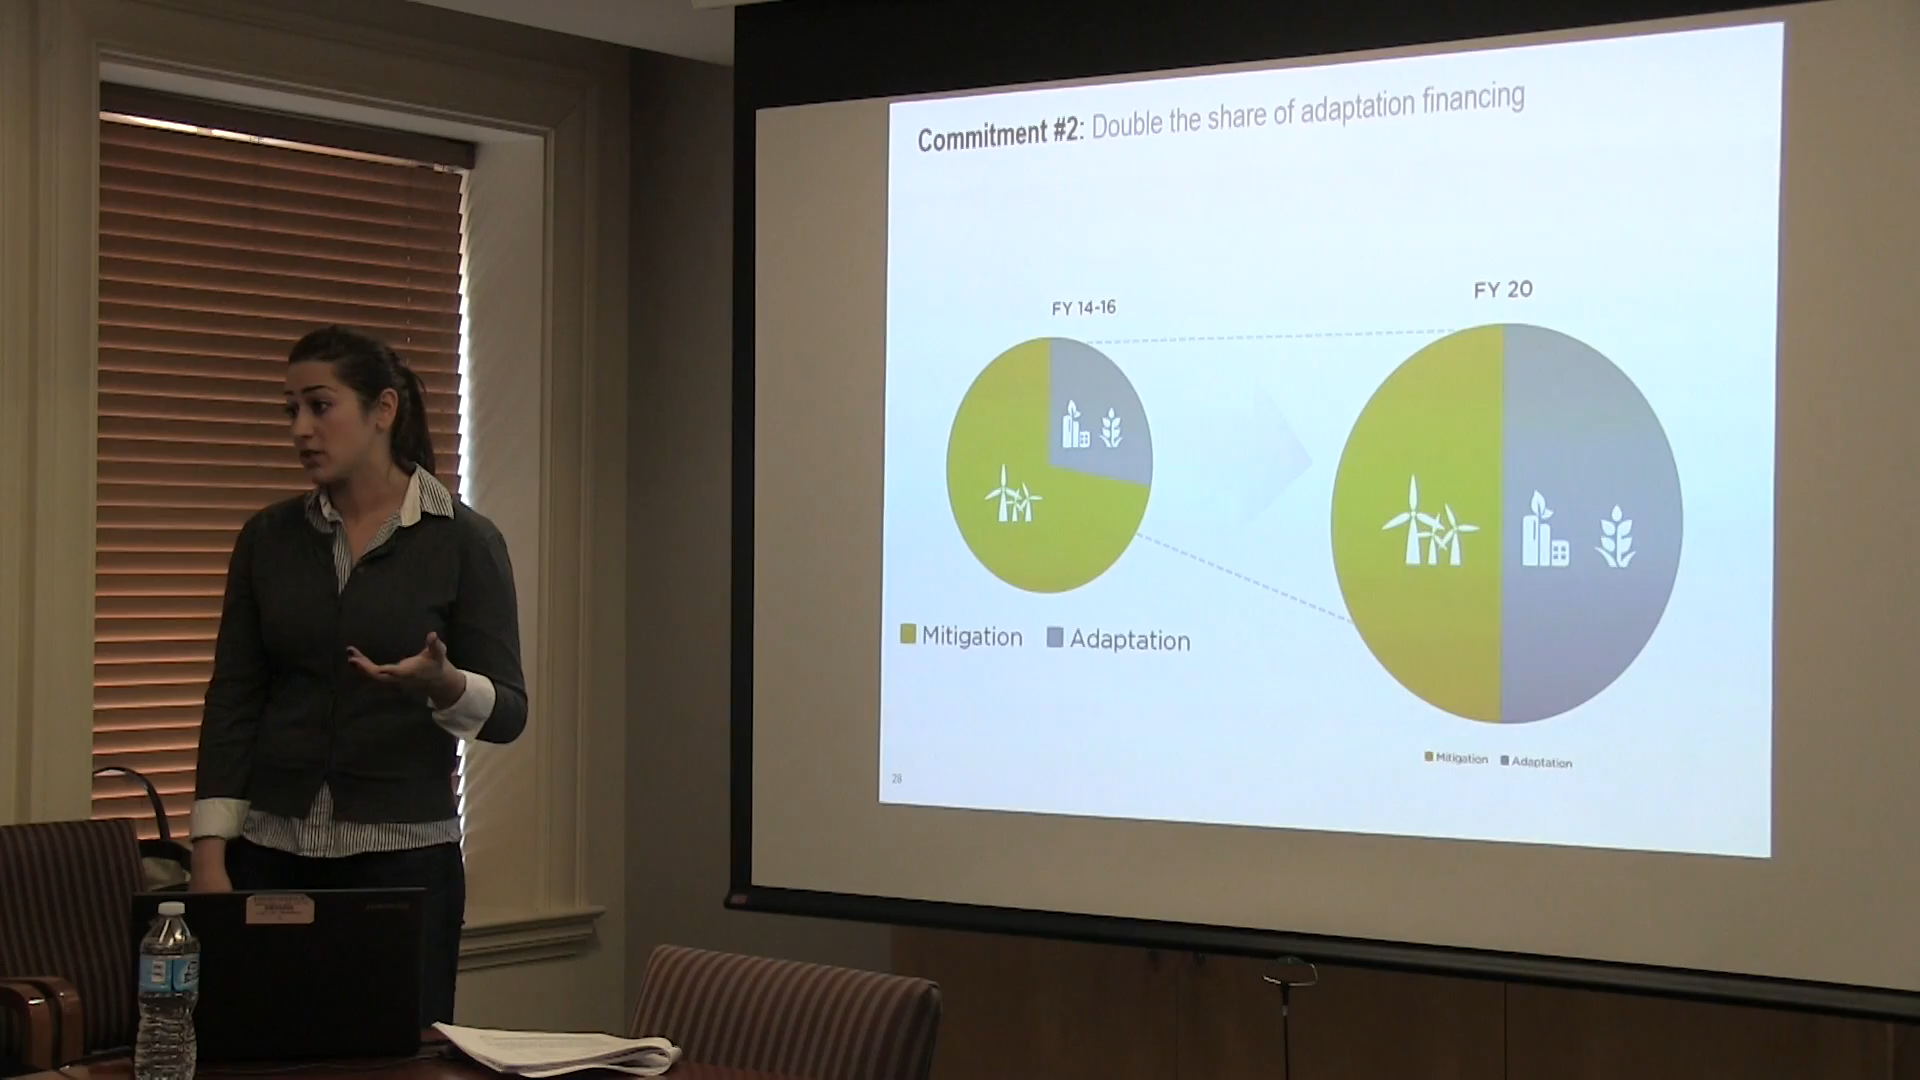 Commitment #2: Double the share of adaptation financing
FY 14-16
FY 20
Mitigation Adaptation
Mitigation Adaptation
28